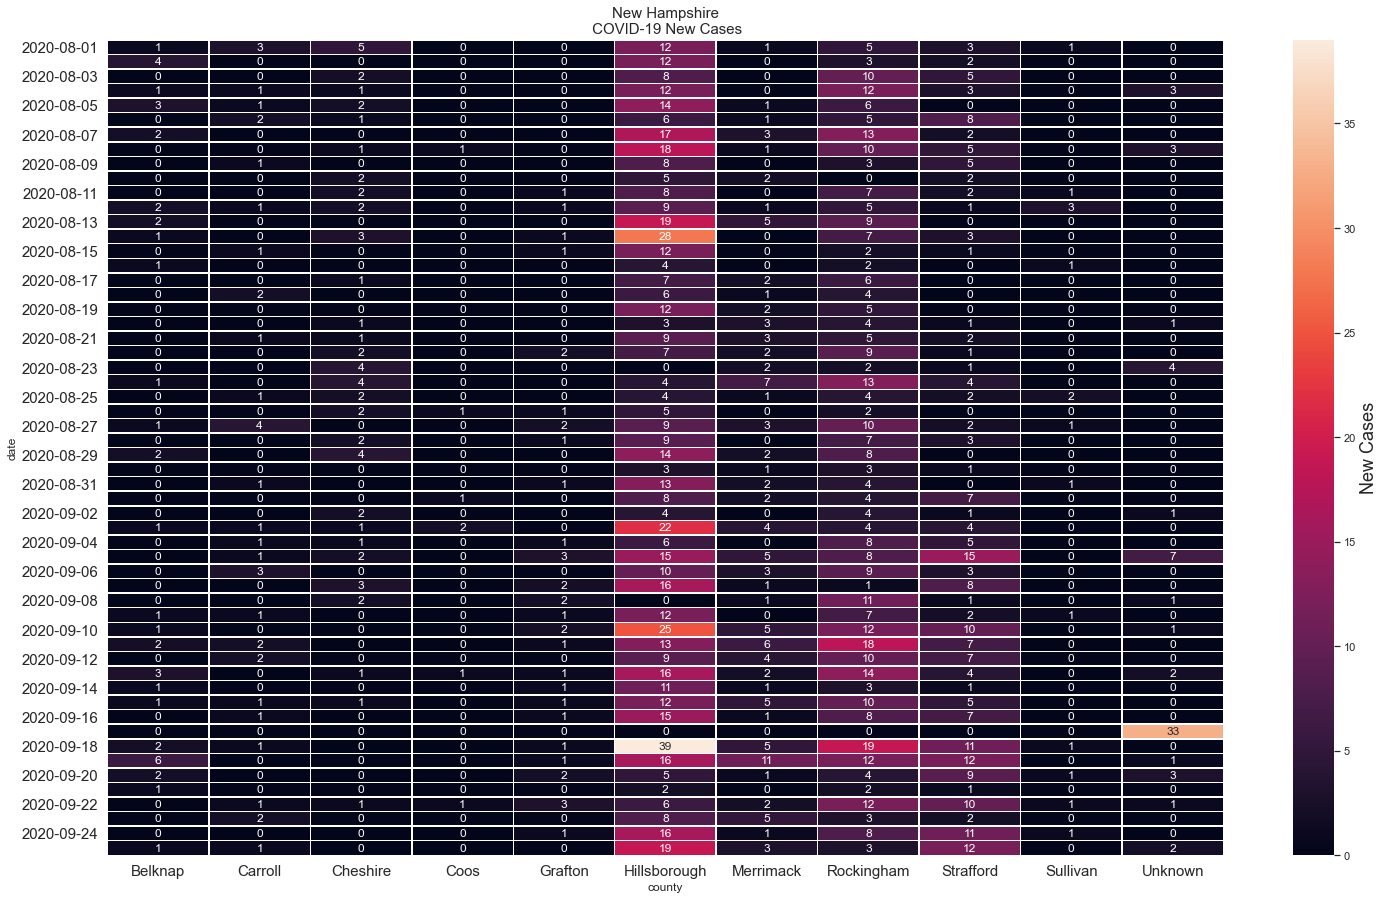 New Hampshire
COVID-19 New Cases
2020-08-01 1 3 5 0 0 12 1 5 3 1 0
4 0 0 0 0 12 0 3 2 0 0
2020-08-03 0 0 2 0 0 8 0 10 5 0 0
1 1 1 0 0 12 0 12 3 0 3
2020-08-05 3 1 2 0 0 14 1 6 0 0 0
0 2 1 0 0 6 1 5 8 0 0
2020-08-07 2 0 0 0 0 17 3 13 2 0 0
0 0 1 1 0 18 1 10 5 0 3
2020-08-09 0 1 0 0 0 8 0 3 5 0 0
0 0 2 0 0 5 2 0 2 0 0
2020-08-11 0 0 2 0 1 8 0 7 2 1 0
2 1 2 0 1 9 1 5 1 3 0
2020-08-13 2 0 0 0 0 19 5 9 0 0 0
1 0 3 0 1 28 0 7 3 0 0
2020-08-15 0 1 0 0 1 12 0 2 1 0 0
1 0 0 0 0 4 0 2 0 1 0
2020-08-17 0 0 1 0 0 7 2 6 0 0 0
0 2 0 0 0 6 1 4 0 0 0
2020-08-19 0 0 0 0 0 12 2 5 0 0 0
0 0 1 0 0 3 3 4 1 0 1
2020-08-21 0 1 1 0 0 9 3 5 2 0 0
0 0 2 0 2 7 2 9 1 0 0
2020-08-23 0 0 4 0 0 0 2 2 1 0 4
1 0 4 0 0 4 7 13 4 0 0
2020-08-25 0 1 2 0 0 4 1 4 2 2 0
0 0 2 1 1 5 0 2 0 0 0
2020-08-27 1 4 0 0 2 9 3 10 2 1 0
0 0 2 0 1 9 0 7 3 0 0
2020-08-29 2 0 4 0 0 14 2 8 0 0 0
0 0 0 0 0 3 1 3 1 0 0
2020-08-31 0 1 0 0 1 13 2 4 0 1 0
0 0 0 1 0 8 2 4 7 0 0
2020-09-02 0 0 2 0 0 4 0 4 1 0 1
1 1 1 2 0 22 4 4 4 0 0
2020-09-04 0 1 1 0 1 6 0 8 5 0 0
0 1 2 0 3 15 5 8 15 0 7
2020-09-06 0 3 0 0 0 10 3 9 3 0 0
0 0 3 0 2 16 1 1 8 0 0
2020-09-08 0 0 2 0 2 0 1 11 1 0 1
1 1 0 0 1 12 0 7 2 1 0
2020-09-10 1 0 0 0 2 25 5 12 10 0 1
2 2 0 0 1 13 6 18 7 0 0
2020-09-12 0 2 0 0 0 9 4 10 7 0 0
3 0 1 1 1 16 2 14 4 0 2
2020-09-14 1 0 0 0 1 11 1 3 1 0 0
1 1 1 0 1 12 5 10 5 0 0
2020-09-16 0 1 0 0 1 15 1 8 7 0 0
0 0 0 0 0 0 0 0 0 0 33
2020-09-18 2 1 0 0 1 39 5 19 11 1 0
6 0 0 0 1 16 11 12 12 0 1
2020-09-20 2 0 0 0 2 5 1 4 9 1 3
1 0 0 0 0 2 0 2 1 0 0
2020-09-22 0 1 1 1 3 6 2 12 10 1 1
0 2 0 0 0 8 5 3 2 0 0
2020-09-24 0 0 0 0 1 16 1 8 11 1 0
1 1 0 0 0 19 3 3 12 0 2
Belknap Carroll Cheshire Coos Grafton Hillsborough Merrimack Rockingham Strafford Sullivan Unknown
county
date
35
30
25
20
15
10
5
0
New Cases